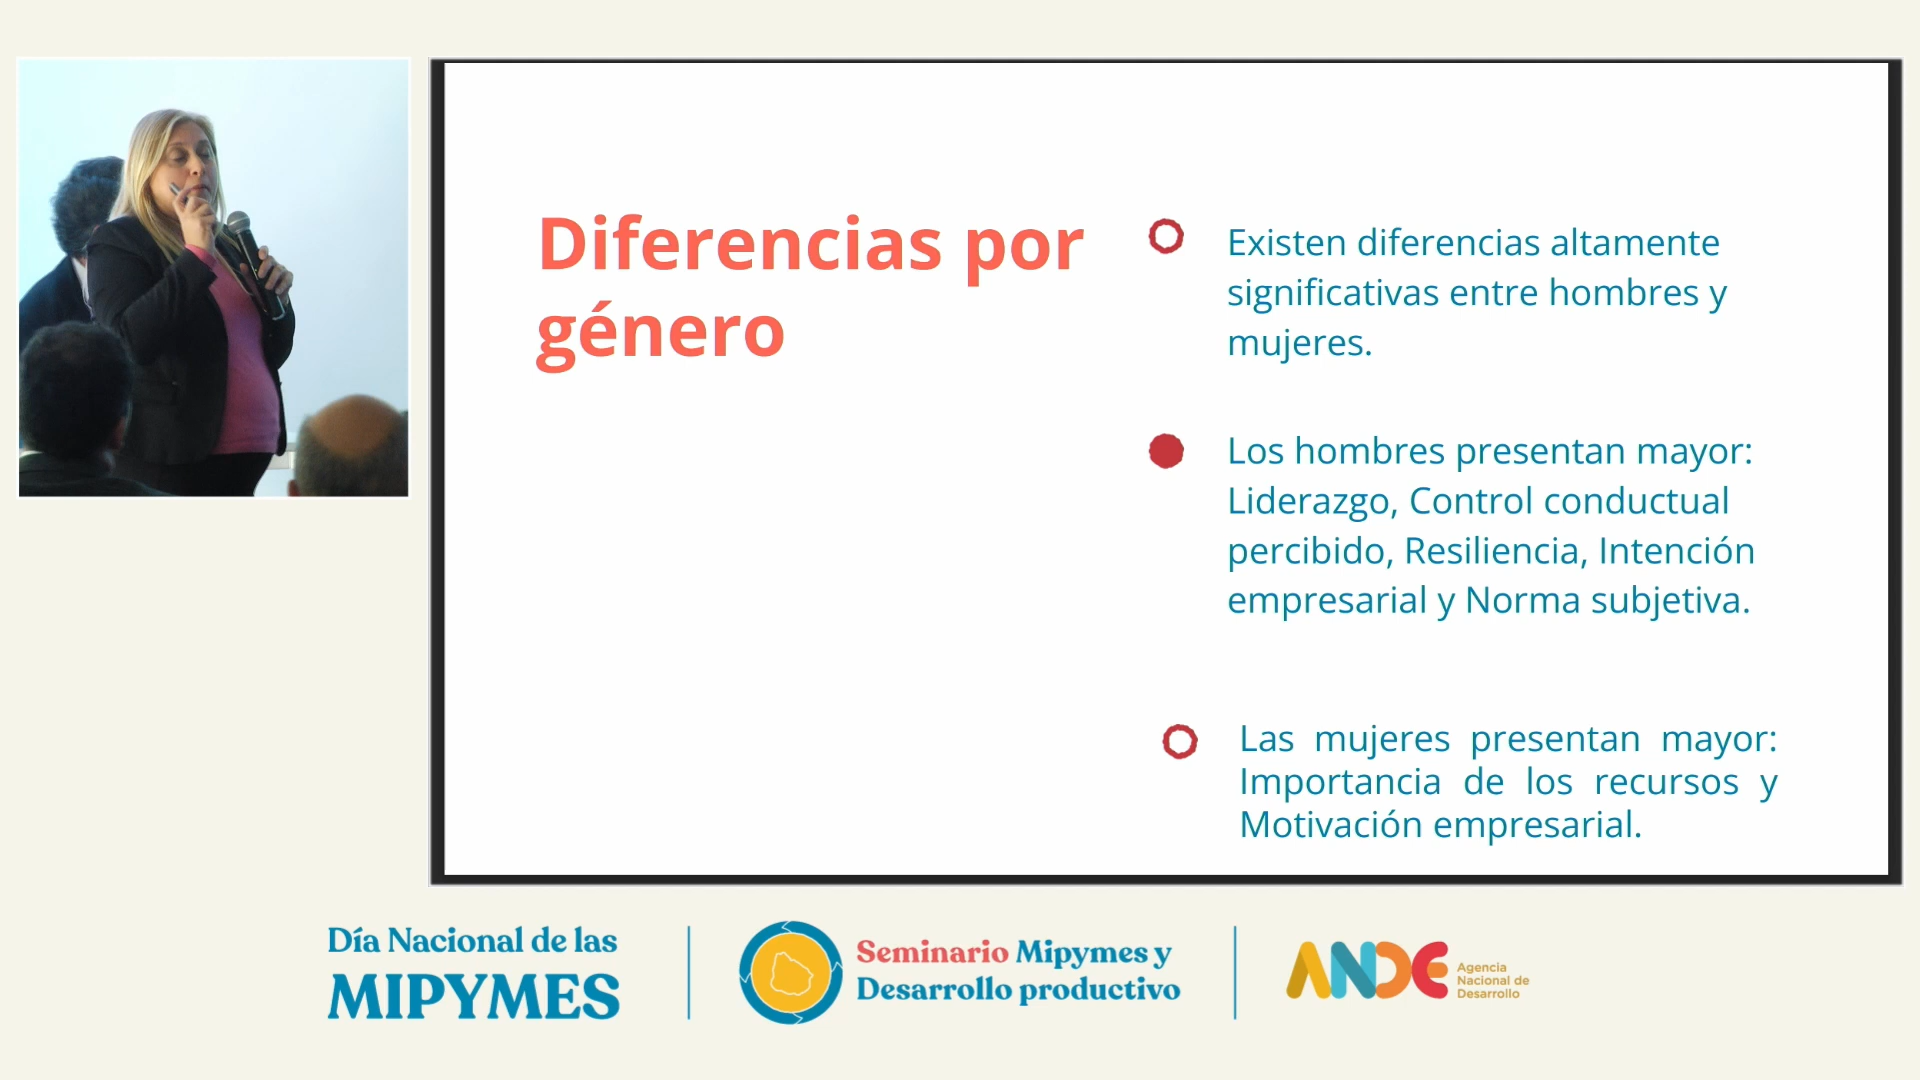 Diferencias por
género
Existen diferencias altamente
significativas entre hombres y
mujeres.
Los hombres presentan mayor:
Liderazgo, Control conductual
percibido, Resiliencia, Intención
empresarial y Norma subjetiva.
Las mujeres presentan mayor:
Importancia de los recursos y
Motivación empresarial.
Día Nacional de las
MIPYMES
Seminario Mipymes y
Desarrollo productivo
ANDE
Agencia
Nacional de
Desarrollo